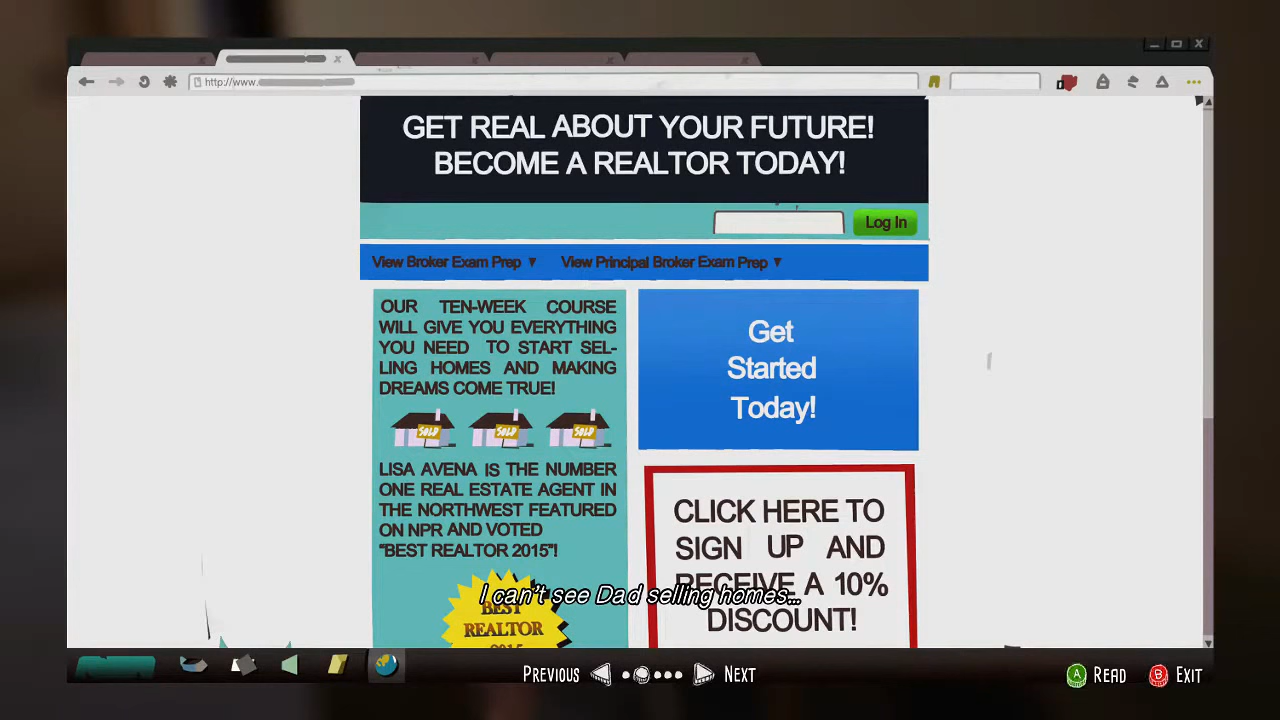 http://www.
GET REAL ABOUT YOUR FUTURE!
BECOME A REALTOR TODAY!
Log In
View Broker Exam Prep ▼ View Principal Broker Exam Prep ▼
OUR TEN-WEEK COURSE
WILL GIVE YOU EVERYTHING
YOU NEED TO START SEL-
LING HOMES AND MAKING
DREAMS COME TRUE!
SOLD SOLD SOLD
LISA AVENA IS THE NUMBER
ONE REAL ESTATE AGENT IN
THE NORTHWEST FEATURED
ON NPR AND VOTED
"BEST REALTOR 2015"!
BEST
REALTOR
2015
Get
Started
Today!
CLICK HERE TO
SIGN UP AND
RECEIVE A 10%
DISCOUNT!
I can't see Dad selling homes...
PREVIOUS NEXT
A READ B EXIT